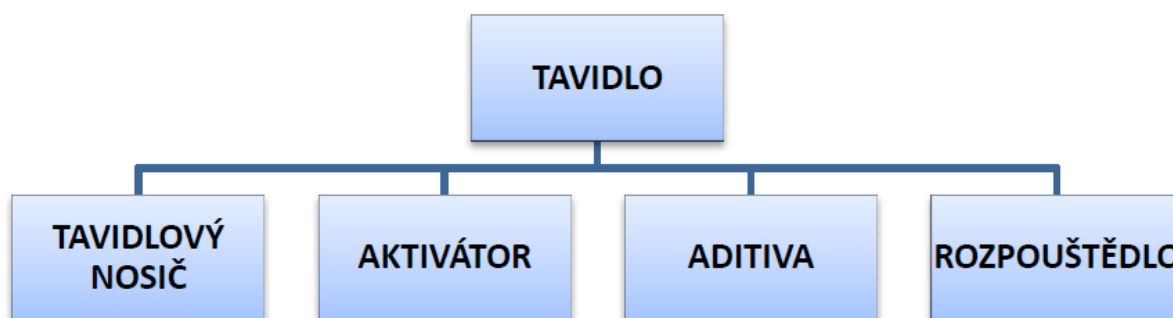 TAVIDLO
TAVIDLOVÝ
NOSIČ
AKTIVÁTOR
ADITIVA
ROZPOUŠTĚDLO